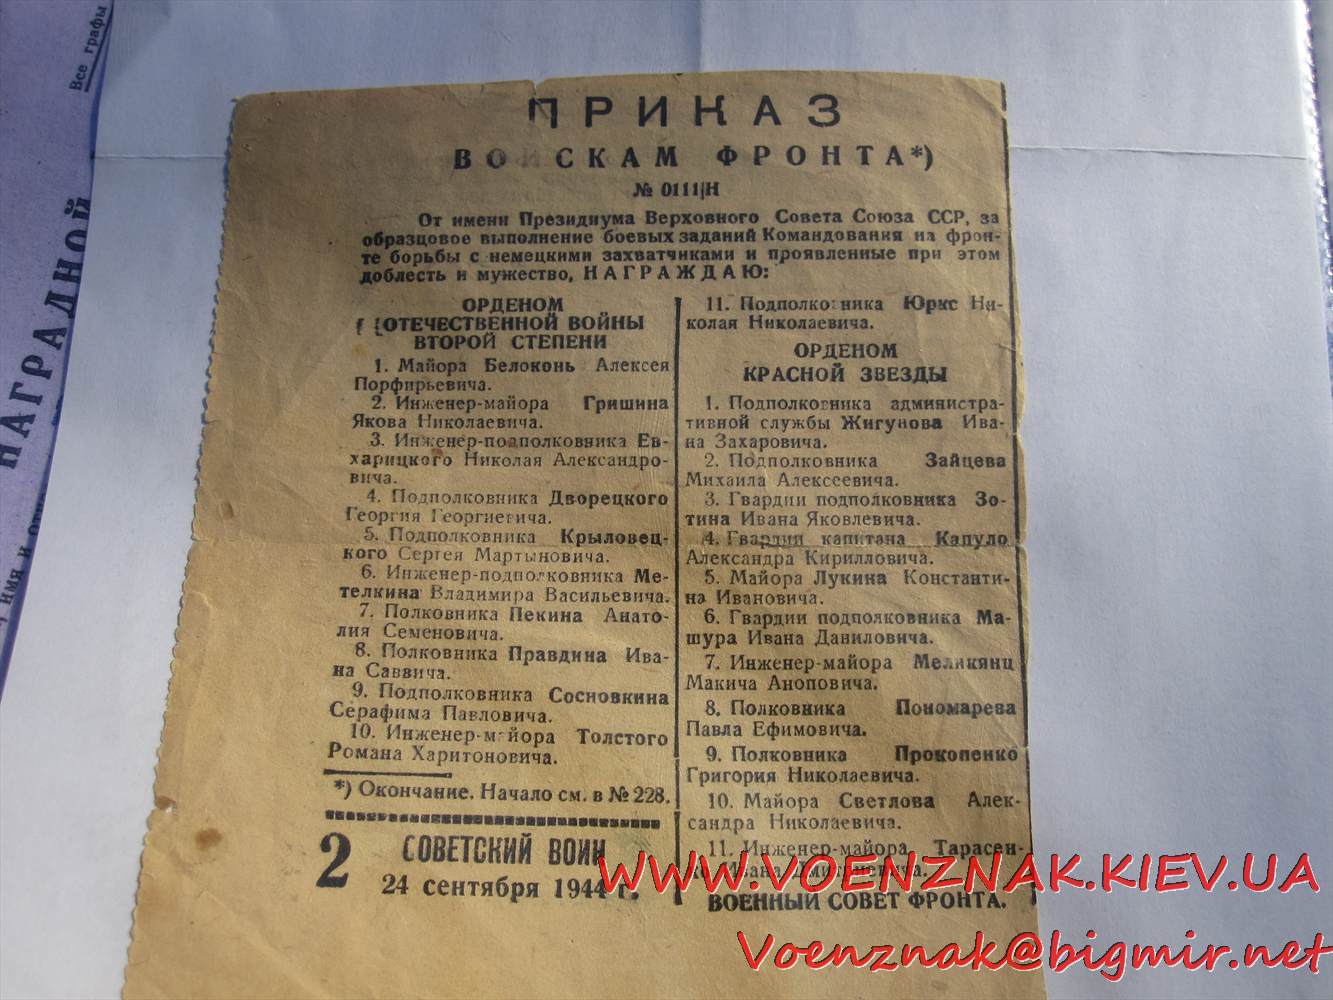 Все графы
НАГРАДНОЙ
имя и
ПРИКАЗ
ВОЙСКАМ ФРОНТА*)
№ 0111/Н
От имени Президиума Верховного Совета Союза ССР, за
образцовое выполнение боевых заданий Командования на фрон-
те борьбы с немецкими захватчиками и проявленные при этом
доблесть и мужество, НАГРАЖДАЮ:
ОРДЕНОМ
ОТЕЧЕСТВЕННОЙ ВОЙНЫ
ВТОРОЙ СТЕПЕНИ
1. Майора Белоконь Алексея
Порфирьевича.
2. Инженер-майора Гришина
Якова Николаевича.
3. Инженер-подполковника Ев-
харицкого Николая Александро-
вича.
4. Подполковника Дворецкого
Георгия Георгиевича.
5. Подполковника Крыловец-
кого Сергея Мартыновича.
6. Инженер-подполковника Ме-
телкина Владимира Васильевича.
7. Полковника Пекина Анато-
лия Семеновича.
8. Полковника Правдина Ива-
на Саввича.
9. Подполковника Сосновкина
Серафима Павловича.
10. Инженер-майора Толстого
Романа Харитоновича.
*) Окончание. Начало см. в № 228.
2 СОВЕТСКИЙ ВОИН
24 сентября 1944 г.
11. Подполковника Юрис Ни-
колая Николаевича.
ОРДЕНОМ
КРАСНОЙ ЗВЕЗДЫ
1. Подполковника администра-
тивной службы Жигунова Ива-
на Захаровича.
2. Подполковника Зайцева
Михаила Алексеевича.
3. Гвардии подполковника Зо-
тина Ивана Яковлевича.
4. Гвардии капитана Капуло
Александра Кирилловича.
5. Майора Лукина Константи-
на Ивановича.
6. Гвардии подполковника Ма-
шура Ивана Даниловича.
7. Инженер-майора Меликянц
Макича Аноповича.
8. Полковника Пономарева
Павла Ефимовича.
9. Полковника Прокопенко
Григория Николаевича.
10. Майора Светлова Алек-
сандра Николаевича.
11. Инженер-майора Тарасен-
ко Ивана Дмитриевича.
ВОЕННЫЙ СОВЕТ ФРОНТА.
WWW.VOENZNAK.KIEV.UA
Voenznak@bigmir.net